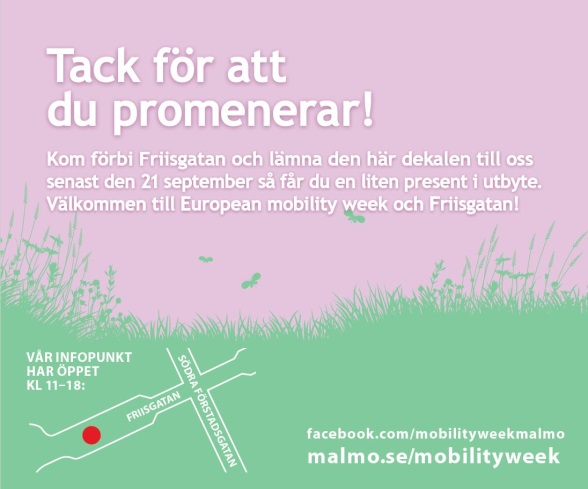 Tack för att
du promenerar!
Kom förbi Friisgatan och lämna den här dekalen till oss
senast den 21 september så får du en liten present i utbyte.
Välkommen till European mobility week och Friisgatan!
VÅR INFOPUNKT
HAR ÖPPET
KL 11–18:
FRIISGATAN
SÖDRA FÖRSTADSGATAN
facebook.com/mobilityweekmalmo
malmo.se/mobilityweek